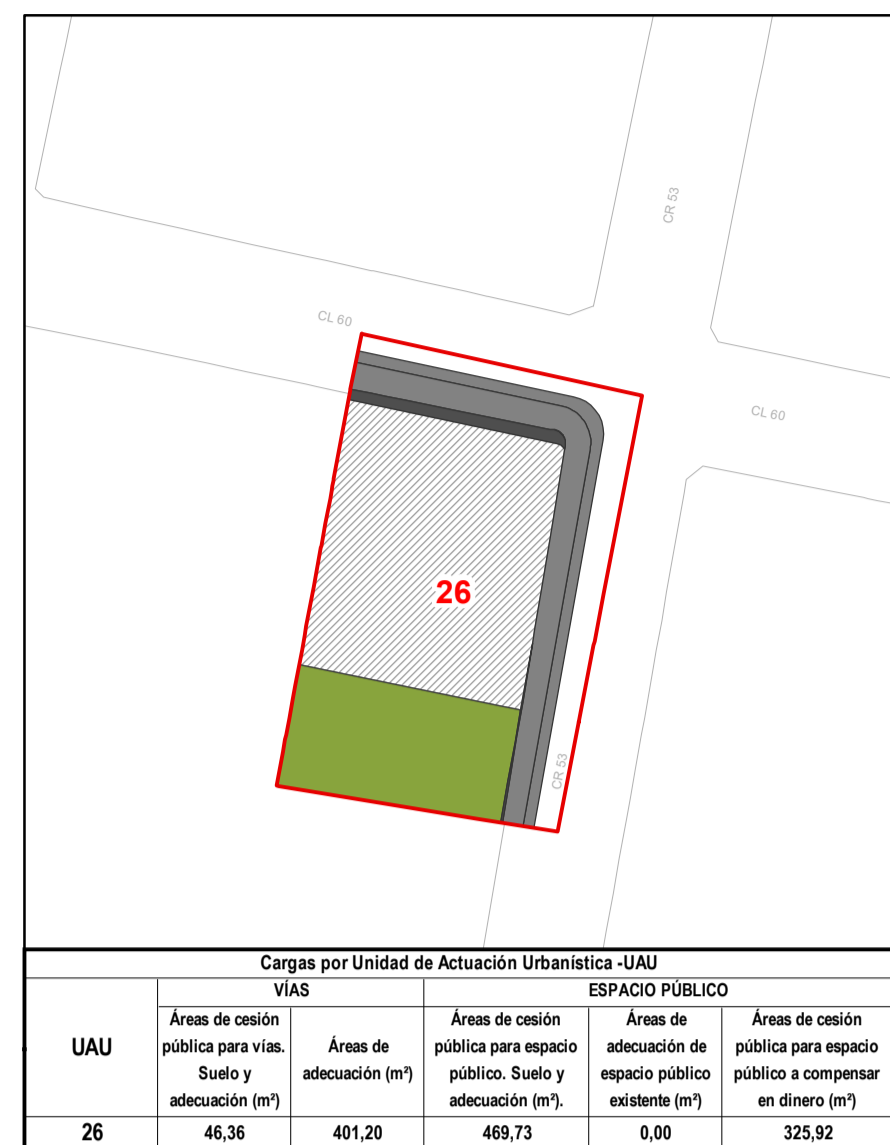 CR 53
CL 60
CL 60
26
CR 53
Cargas por Unidad de Actuación Urbanística -UAU
VÍAS
ESPACIO PÚBLICO
UAU
Áreas de cesión
pública para vías.
Suelo y
adecuación (m²)
Áreas de
adecuación (m²)
Áreas de cesión
pública para espacio
público. Suelo y
adecuación (m²).
Áreas de
adecuación de
espacio público
existente (m²)
Áreas de cesión
pública para espacio
público a compensar
en dinero (m²)
26
46,36
401,20
469,73
0,00
325,92